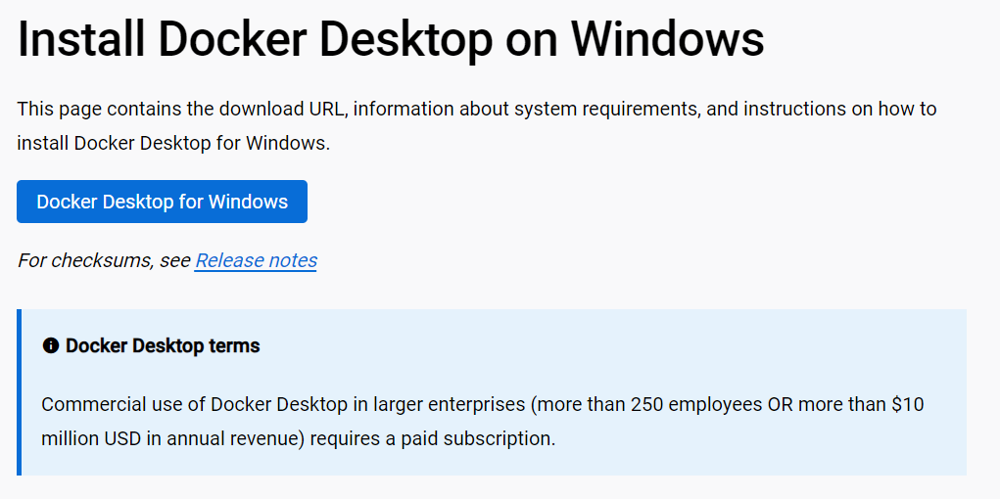 Install Docker Desktop on Windows
This page contains the download URL, information about system requirements, and instructions on how to
install Docker Desktop for Windows.
Docker Desktop for Windows
For checksums, see Release notes
Docker Desktop terms
Commercial use of Docker Desktop in larger enterprises (more than 250 employees OR more than $10
million USD in annual revenue) requires a paid subscription.